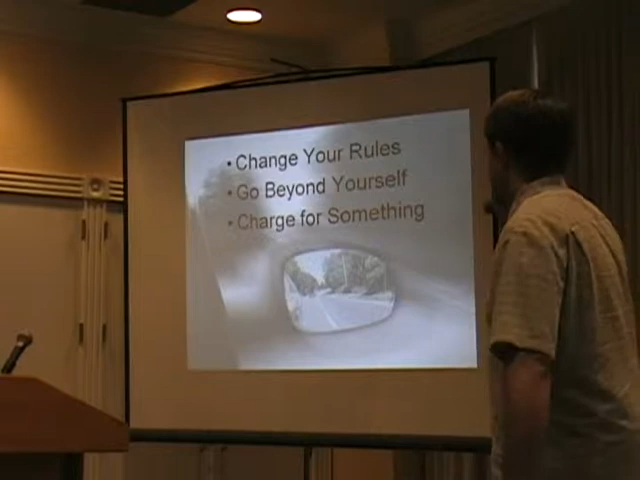 • Change Your Rules
• Go Beyond Yourself
• Charge for Something